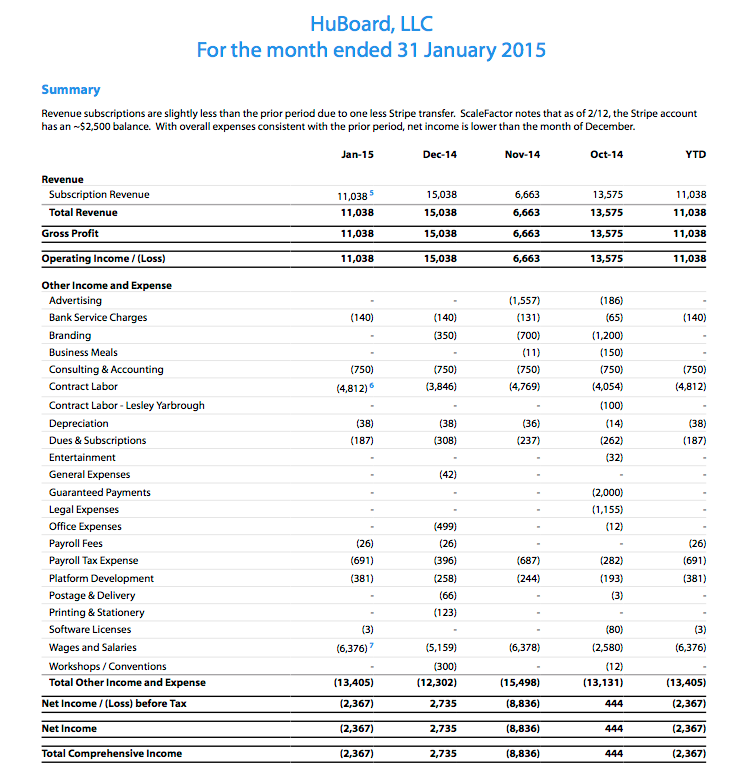 HuBoard, LLC
For the month ended 31 January 2015
Summary
Revenue subscriptions are slightly less than the prior period due to one less Stripe transfer. ScaleFactor notes that as of 2/12, the Stripe account
has an ~$2,500 balance. With overall expenses consistent with the prior period, net income is lower than the month of December.
Jan-15 Dec-14 Nov-14 Oct-14 YTD
Revenue
Subscription Revenue 11,038 5 15,038 6,663 13,575 11,038
Total Revenue 11,038 15,038 6,663 13,575 11,038
Gross Profit 11,038 15,038 6,663 13,575 11,038
Operating Income / (Loss) 11,038 15,038 6,663 13,575 11,038
Other Income and Expense
Advertising - - (1,557) (186) -
Bank Service Charges (140) (140) (131) (65) (140)
Branding - (350) (700) (1,200) -
Business Meals - - (11) (150) -
Consulting & Accounting (750) (750) (750) (750) (750)
Contract Labor (4,812) 6 (3,846) (4,769) (4,054) (4,812)
Contract Labor - Lesley Yarbrough - - - (100) -
Depreciation (38) (38) (36) (14) (38)
Dues & Subscriptions (187) (308) (237) (262) (187)
Entertainment - - - (32) -
General Expenses - (42) - - -
Guaranteed Payments - - - (2,000) -
Legal Expenses - - - (1,155) -
Office Expenses - (499) - (12) -
Payroll Fees (26) (26) - - (26)
Payroll Tax Expense (691) (396) (687) (282) (691)
Platform Development (381) (258) (244) (193) (381)
Postage & Delivery - (66) - (3) -
Printing & Stationery - (123) - - -
Software Licenses (3) - - (80) (3)
Wages and Salaries (6,376) 7 (5,159) (6,378) (2,580) (6,376)
Workshops / Conventions - (300) - (12) -
Total Other Income and Expense (13,405) (12,302) (15,498) (13,131) (13,405)
Net Income / (Loss) before Tax (2,367) 2,735 (8,836) 444 (2,367)
Net Income (2,367) 2,735 (8,836) 444 (2,367)
Total Comprehensive Income (2,367) 2,735 (8,836) 444 (2,367)